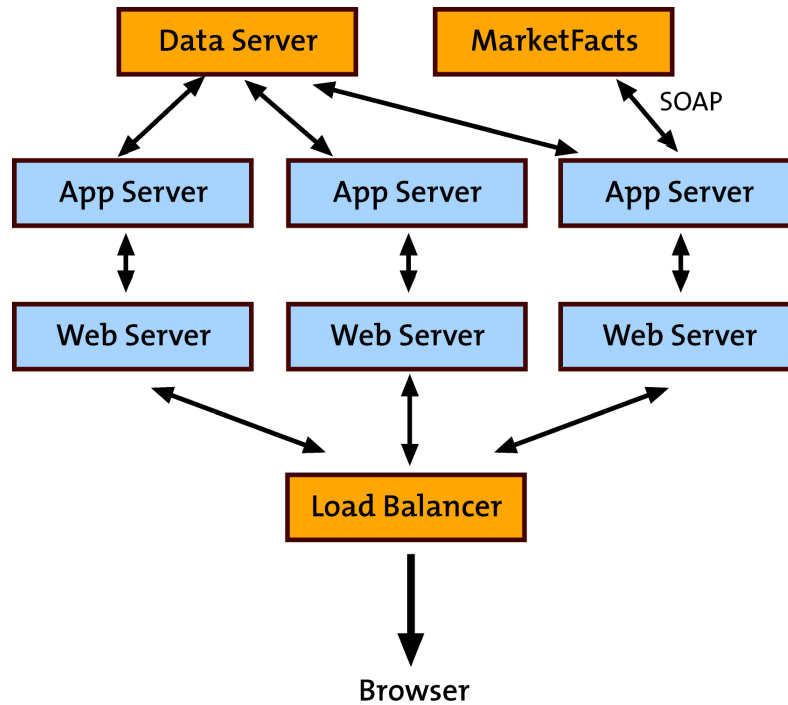 Data Server
MarketFacts
SOAP
App Server
App Server
App Server
Web Server
Web Server
Web Server
Load Balancer
Browser